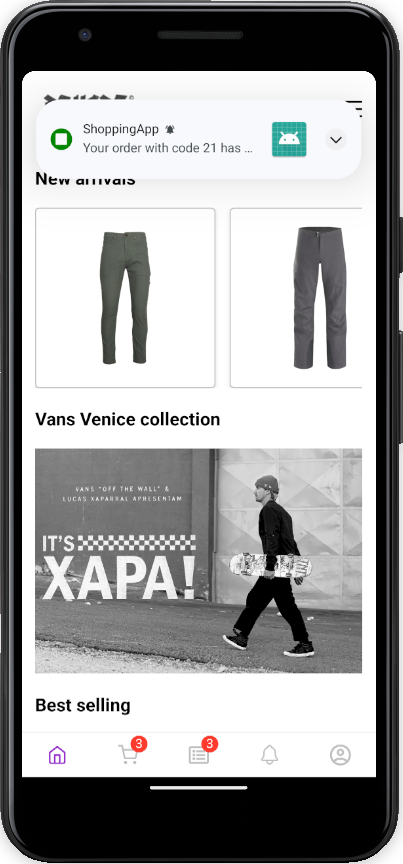 ShoppingApp
Your order with code 21 has ...
New arrivals
Vans Venice collection
VANS "OFF THE WALL" &
LUCAS XAPARRAL APRESENTAM
IT'S
XAPA!
Best selling
3
3